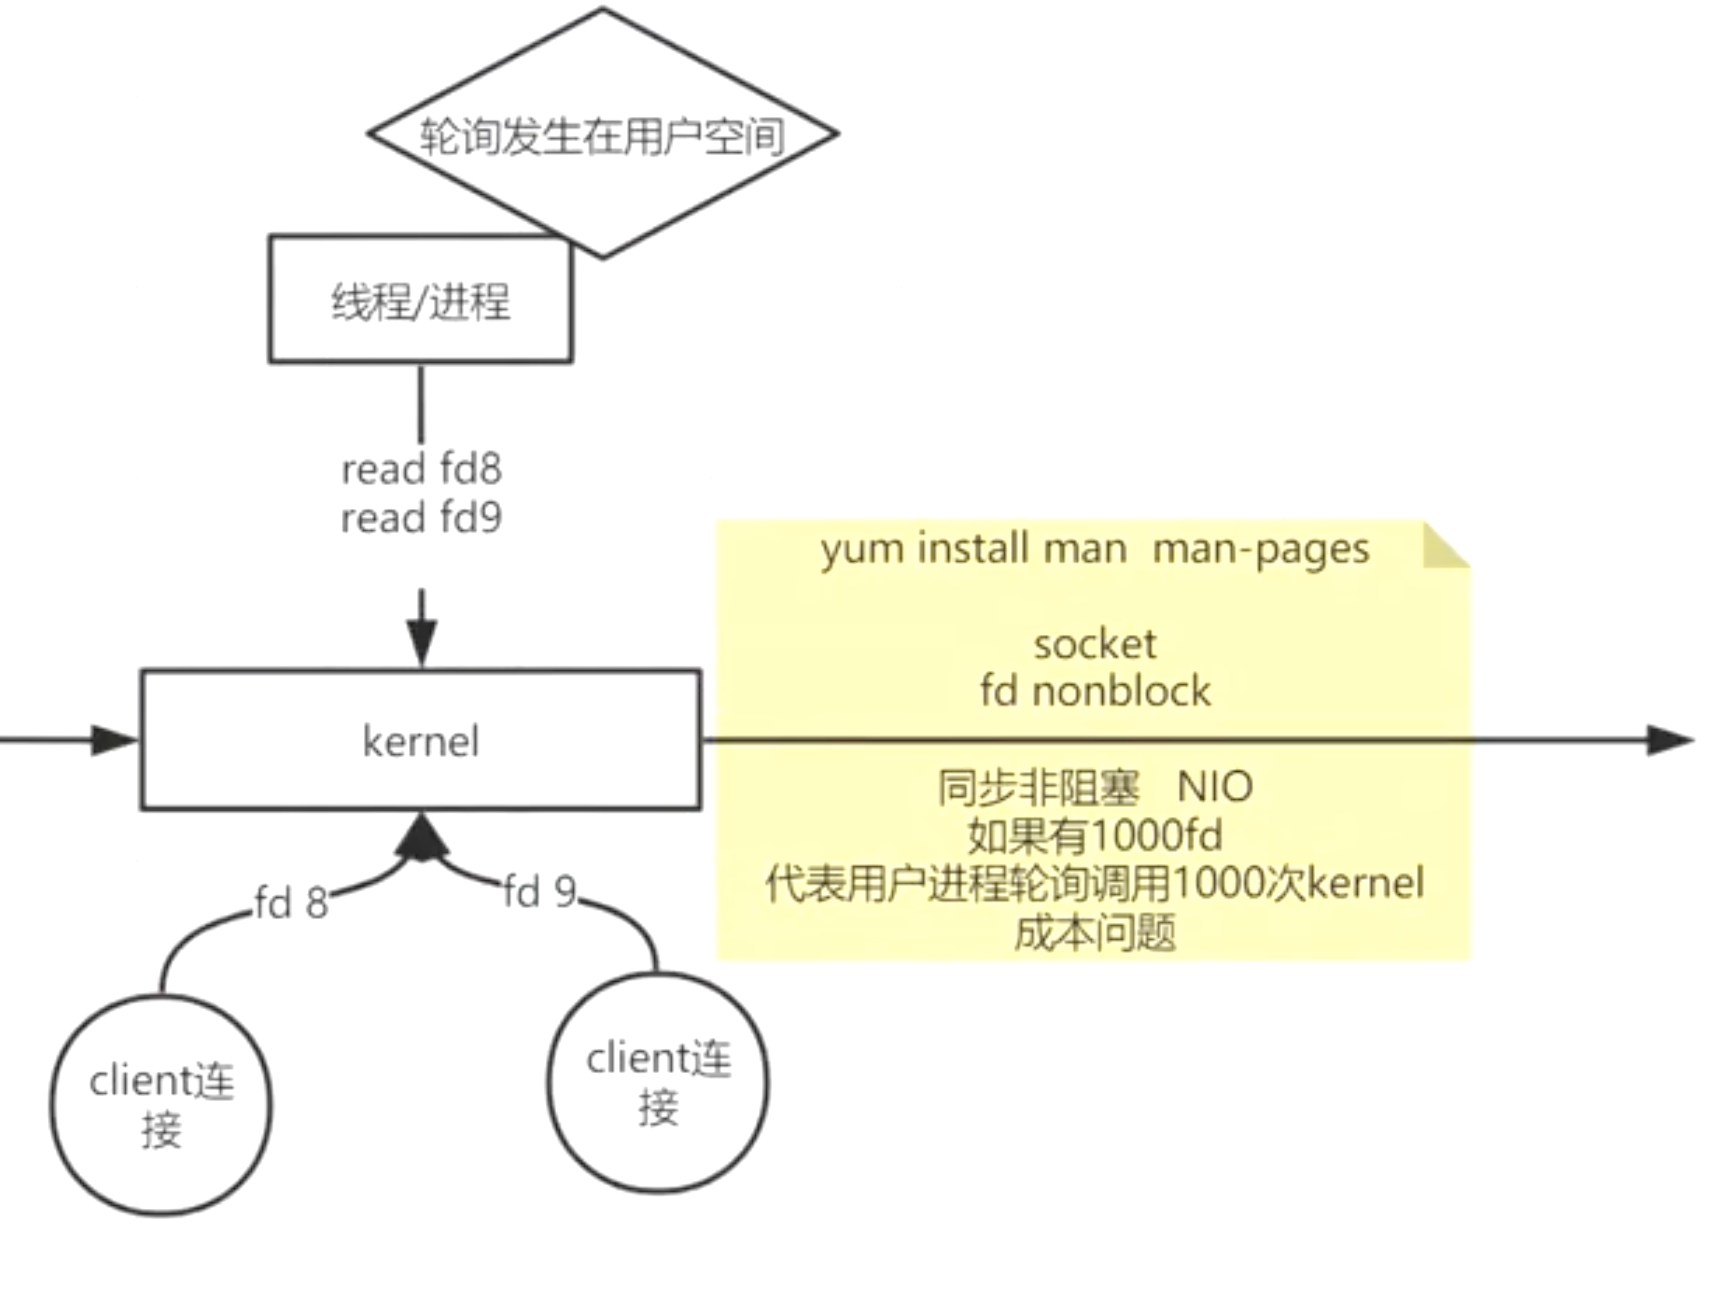 轮询发生在用户空间
线程/进程
read fd8
read fd9
yum install man  man-pages
socket
fd nonblock
kernel
同步非阻塞   NIO
如果有1000fd
代表用户进程轮询调用1000次kernel
成本问题
fd 8
fd 9
client连
接
client连
接